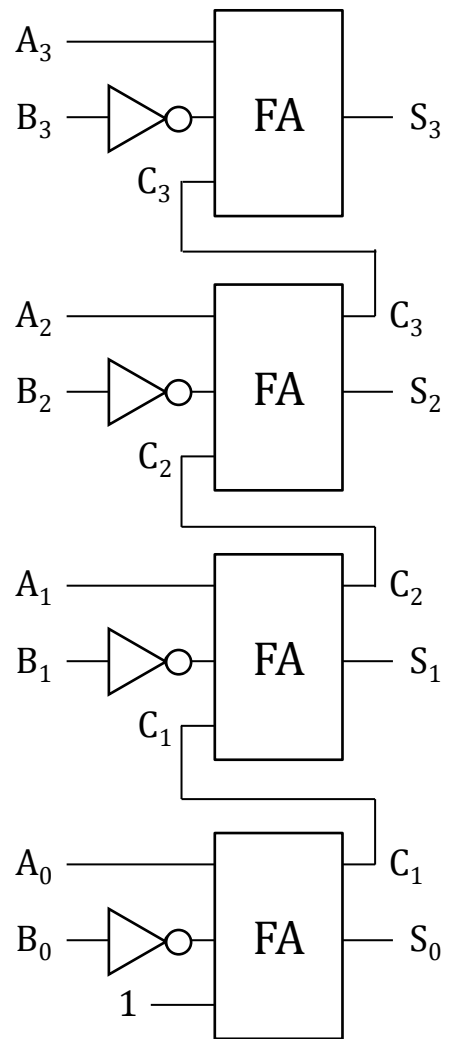 A₃
B₃ FA S₃
C₃
A₂ C₃
B₂ FA S₂
C₂
A₁ C₂
B₁ FA S₁
C₁
A₀ C₁
B₀ FA S₀
1